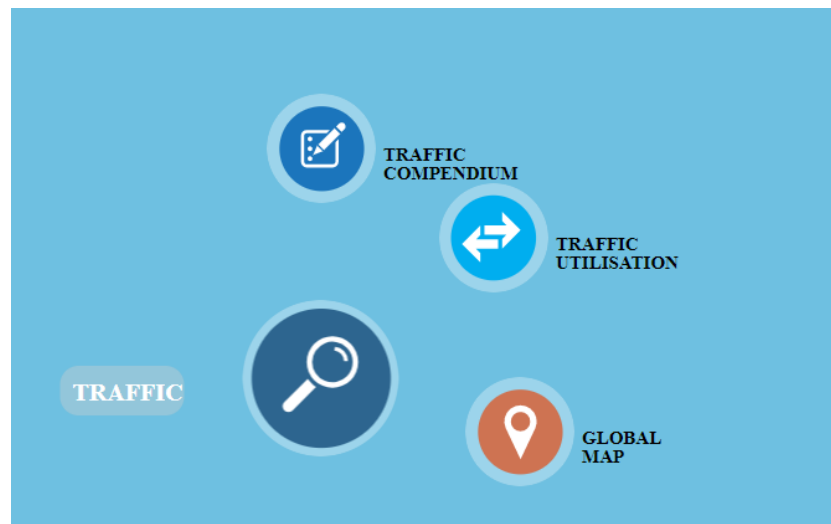 TRAFFIC
COMPENDIUM
TRAFFIC
UTILISATION
TRAFFIC
GLOBAL
MAP